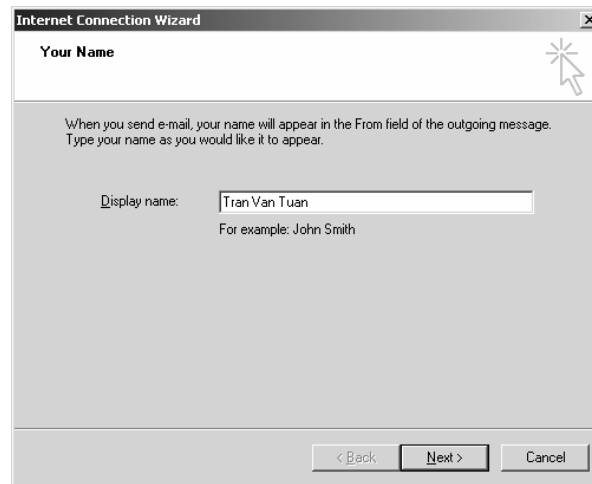 Internet Connection Wizard
Your Name
When you send e-mail, your name will appear in the From field of the outgoing message.
Type your name as you would like it to appear.
Display name: Tran Van Tuan
For example: John Smith
< Back Next > Cancel